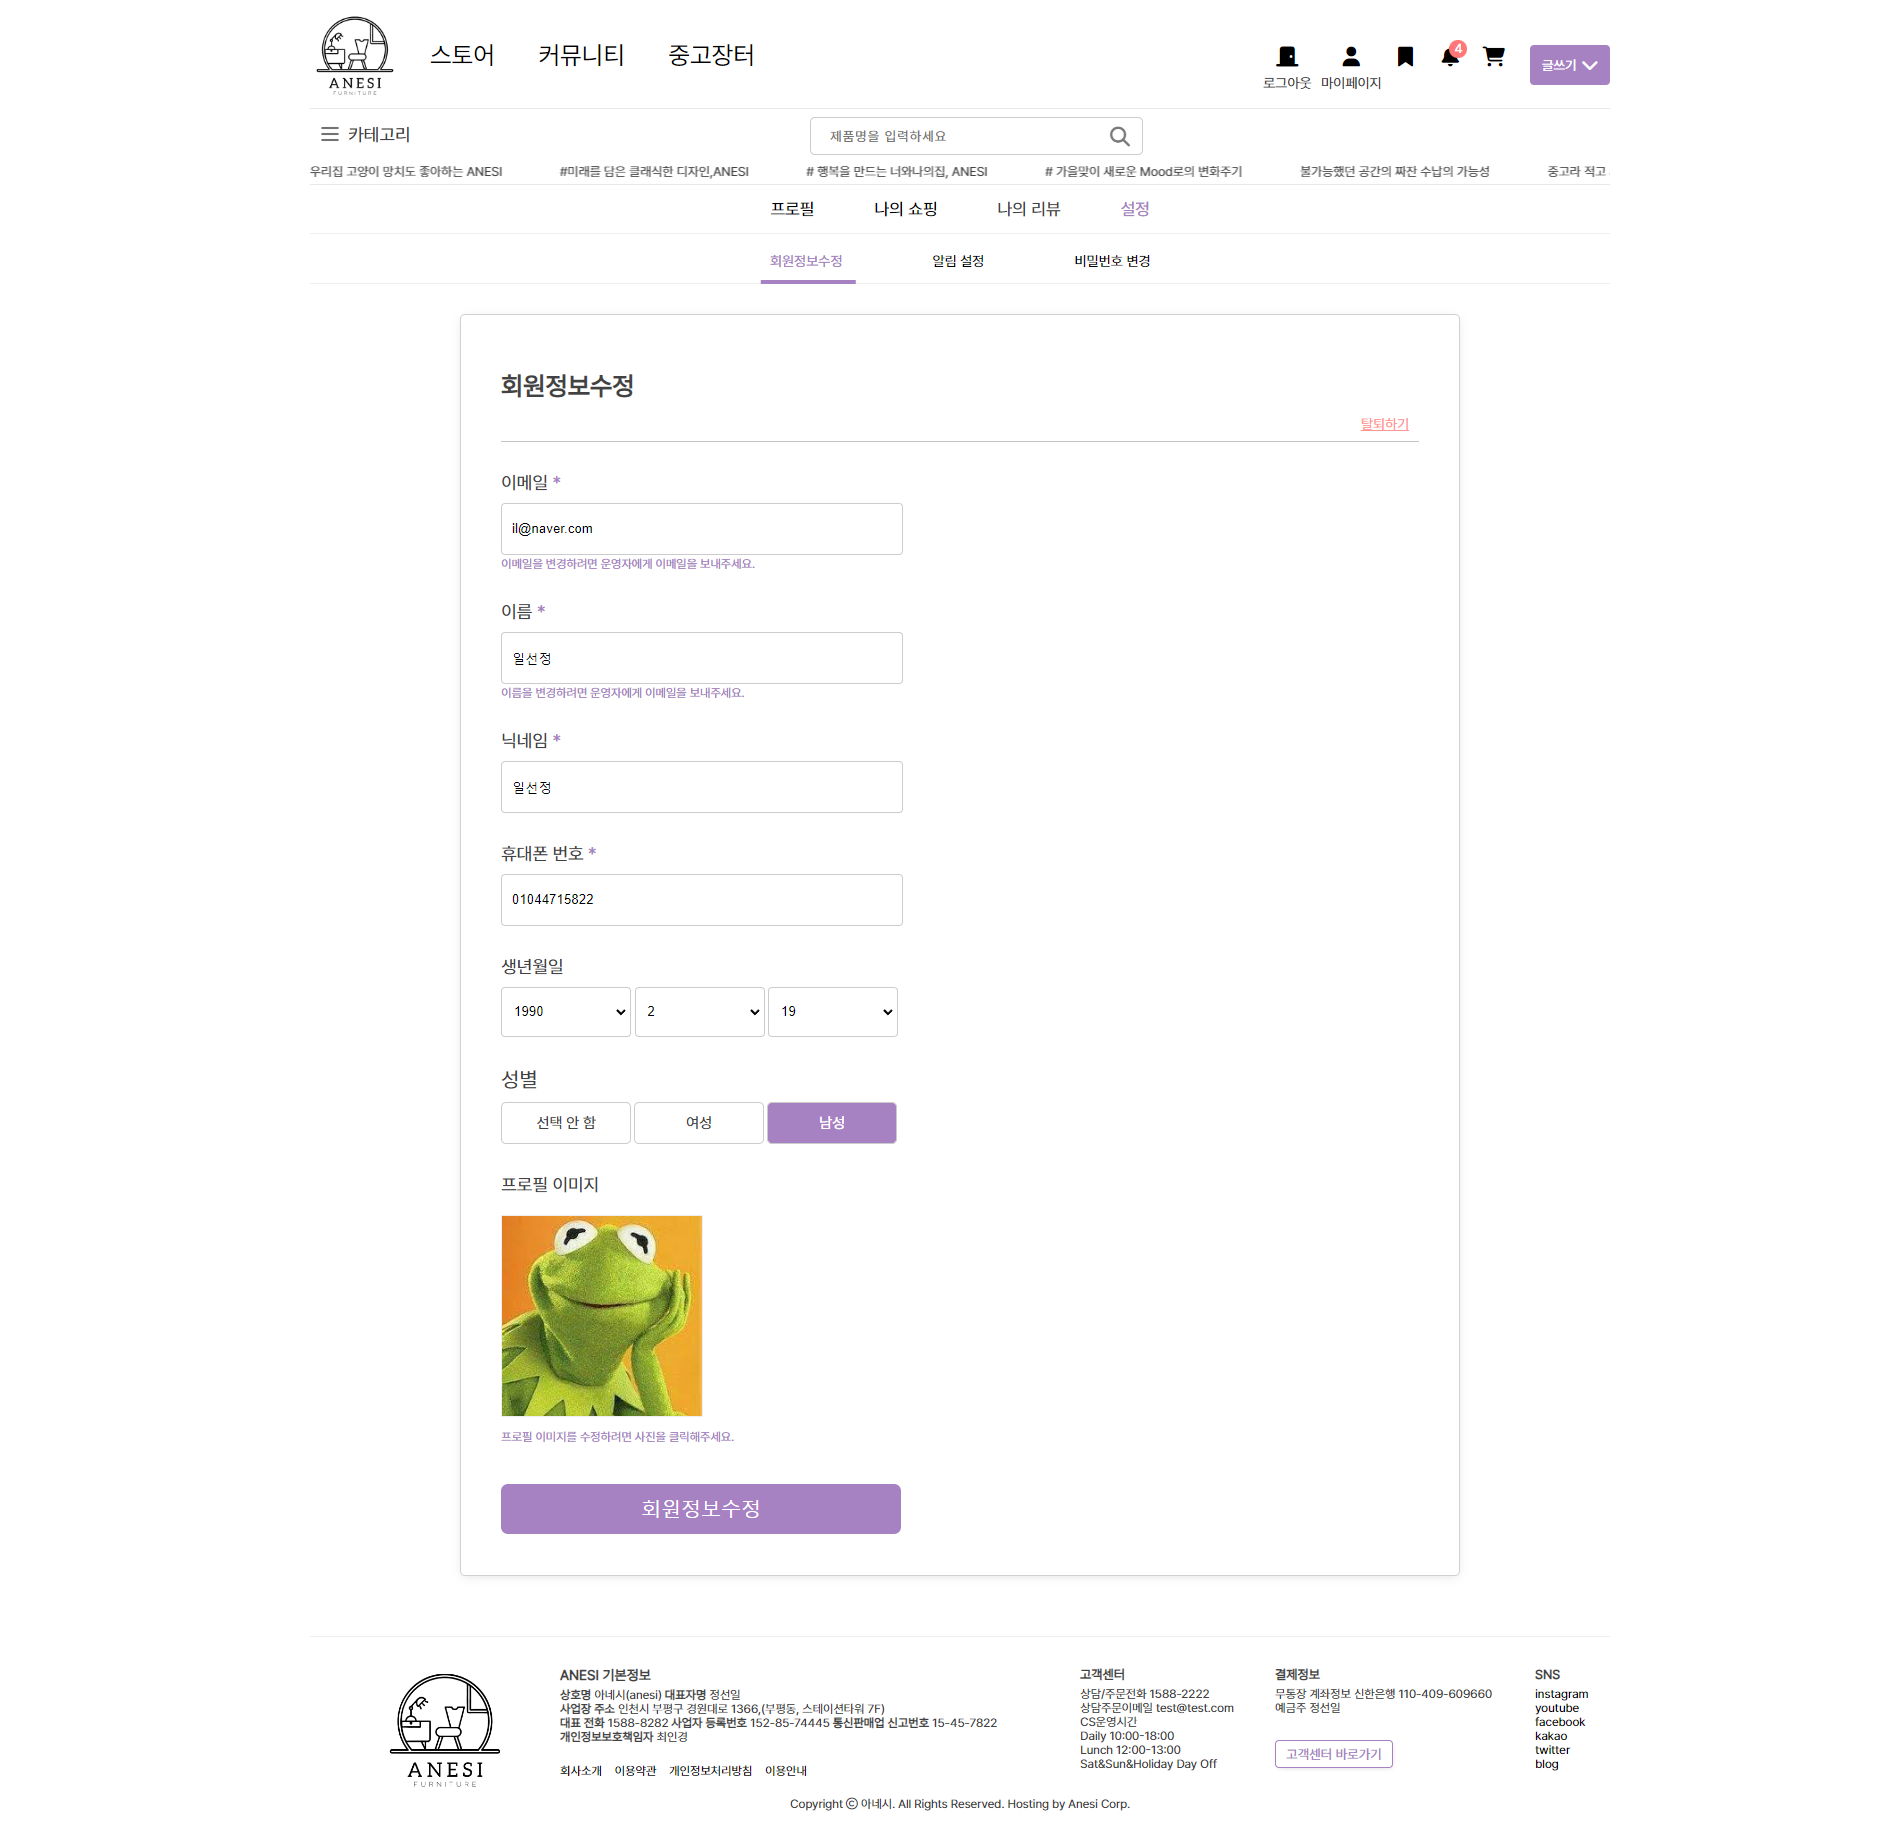 ANESI
FURNITURE
스토어 커뮤니티 중고장터
4
로그아웃 마이페이지
글쓰기
카테고리
제품명을 입력하세요
우리집 고양이 망치도 좋아하는 ANESI #미래를 담은 클래식한 디자인,ANESI # 행복을 만드는 너와나의집, ANESI # 가을맞이 새로운 Mood로의 변화주기 불가능했던 공간의 짜잔 수납의 가능성 중고라 적고
프로필 나의 쇼핑 나의 리뷰 설정
회원정보수정 알림 설정 비밀번호 변경
회원정보수정
탈퇴하기
이메일 *
il@naver.com
이메일을 변경하려면 운영자에게 이메일을 보내주세요.
이름 *
일선정
이름을 변경하려면 운영자에게 이메일을 보내주세요.
닉네임 *
일선정
휴대폰 번호 *
01044715822
생년월일
1990 2 19
성별
선택 안 함 여성 남성
프로필 이미지
프로필 이미지를 수정하려면 사진을 클릭해주세요.
회원정보수정
ANESI
FURNITURE
ANESI 기본정보
상호명 아네시(anesi) 대표자명 정선일
사업장 주소 인천시 부평구 경원대로 1366,(부평동, 스테이션타워 7F)
대표 전화 1588-8282 사업자 등록번호 152-85-74445 통신판매업 신고번호 15-45-7822
개인정보보호책임자 최인경
회사소개 이용약관 개인정보처리방침 이용안내
고객센터
상담/주문전화 1588-2222
상담주문이메일 test@test.com
CS운영시간
Daily 10:00-18:00
Lunch 12:00-13:00
Sat&Sun&Holiday Day Off
결제정보
무통장 계좌정보 신한은행 110-409-609660
예금주 정선일
고객센터 바로가기
SNS
instagram
youtube
facebook
kakao
twitter
blog
Copyright ⓒ 아네시. All Rights Reserved. Hosting by Anesi Corp.